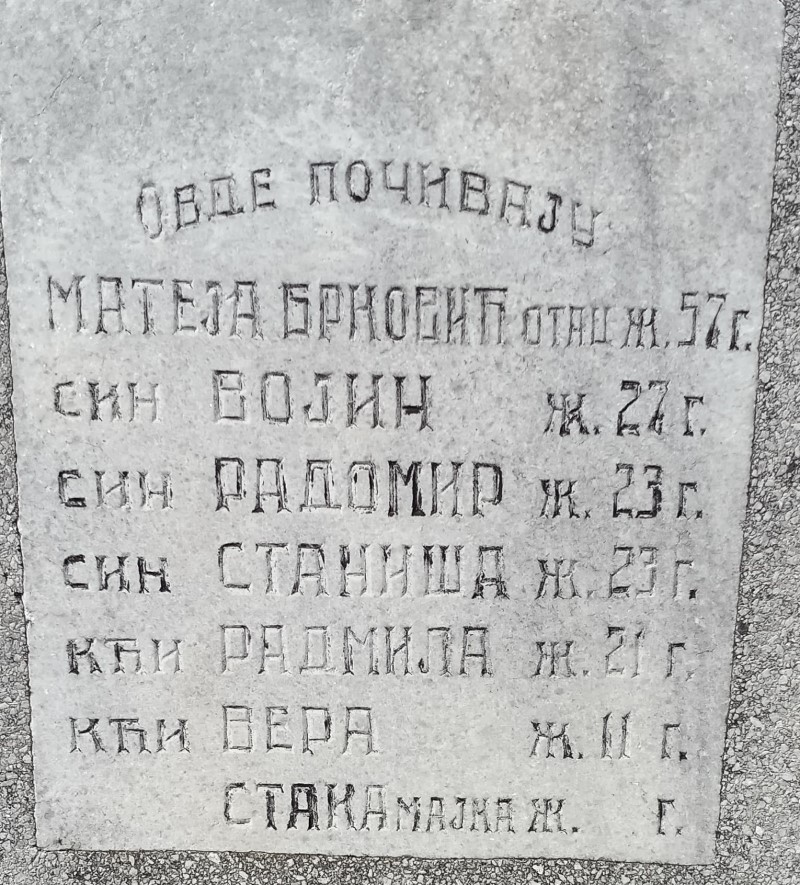 ОВДЕ ПОЧИВАЈУ
МАТЕЈА БРКОВИЋ ОТАЦ Ж. 57 Г.
СИН ВОЈИН Ж. 27 Г.
СИН РАДОМИР Ж. 23 Г.
СИН СТАНИША Ж. 23 Г.
КЋИ РАДМИЛА Ж. 21 Г.
КЋИ ВЕРА Ж. 11 Г.
СТАКА МАЈКА Ж. Г.